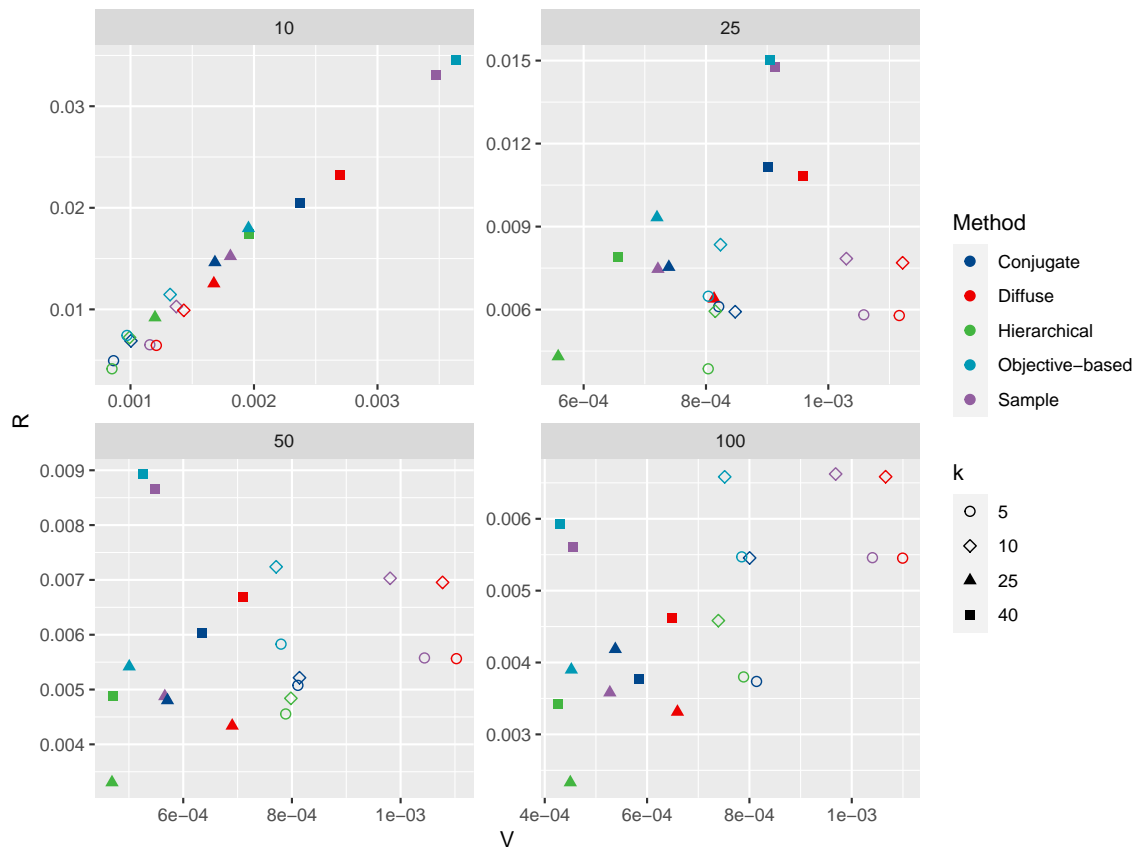 10
25
0.03
0.02
0.01
0.015
0.012
0.009
0.006
0.001 0.002 0.003
6e−04 8e−04 1e−03
R
50
100
0.009
0.008
0.007
0.006
0.005
0.004
0.006
0.005
0.004
0.003
6e−04 8e−04 1e−03
4e−04 6e−04 8e−04 1e−03
V
Method
Conjugate
Diffuse
Hierarchical
Objective−based
Sample
k
5
10
25
40